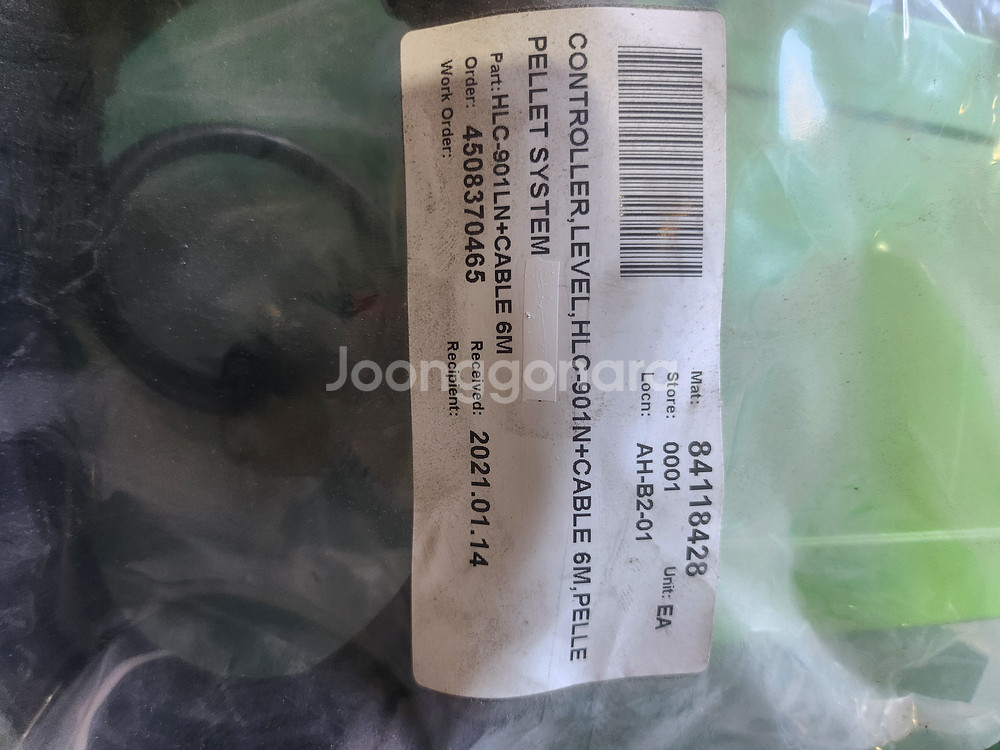 Mat: 84118428
Store: 0001 Unit: EA
Locn: AH-B2-01
CONTROLLER,LEVEL,HLC-901N+CABLE 6M,PELLE
PELLET SYSTEM
Part: HLC-901LN+CABLE 6M
Order: 4508370465 Received: 2021.01.14
Work Order: Recipient:
Joonggonara